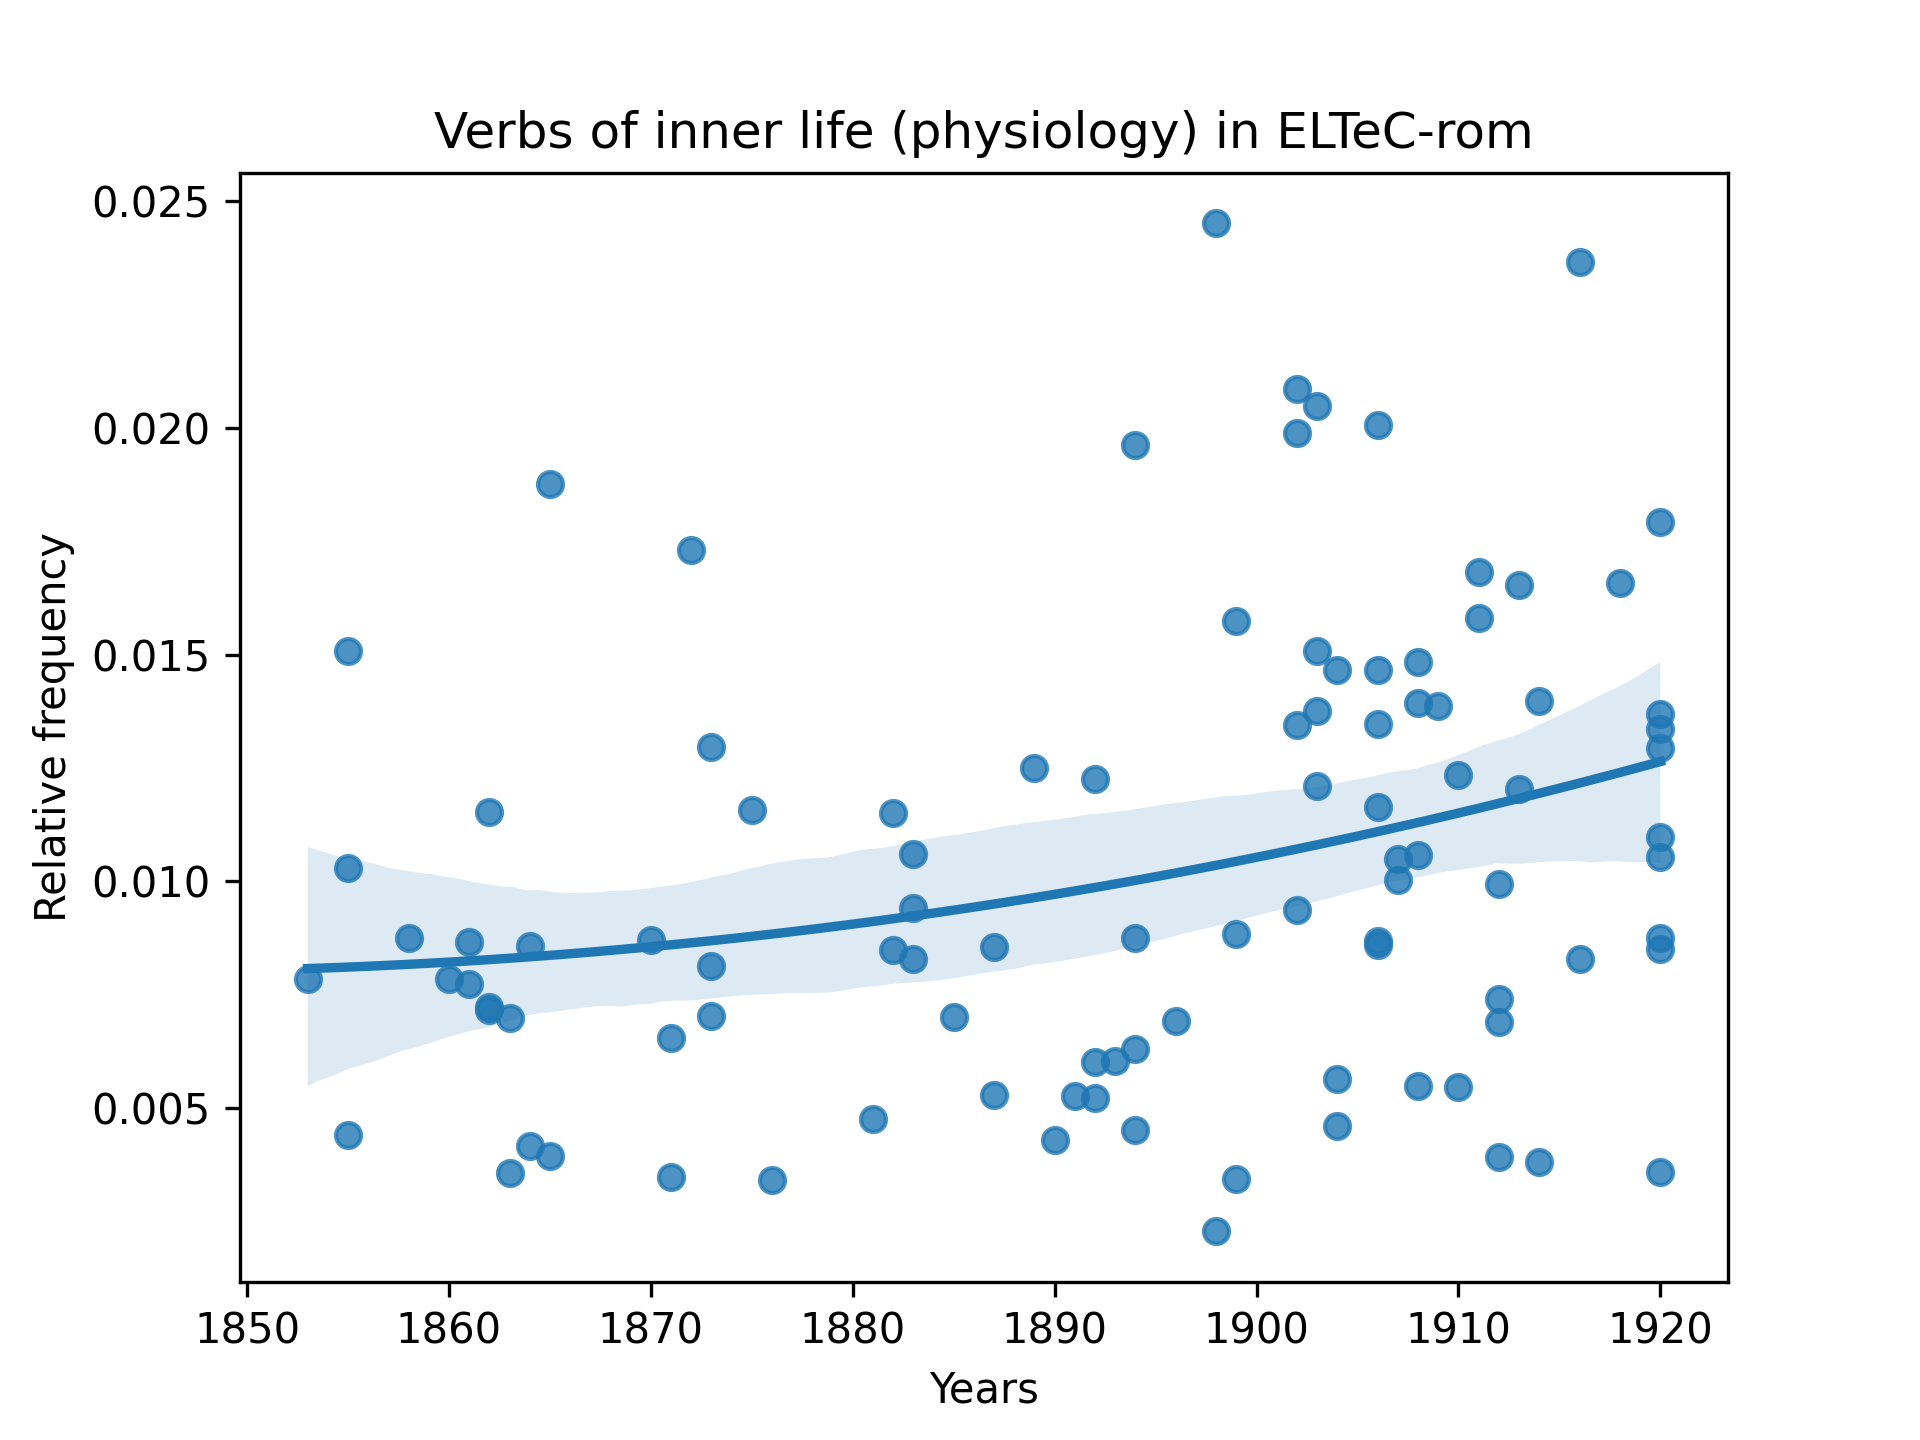 Verbs of inner life (physiology) in ELTeC-rom
0.025
0.020
0.015
0.010
0.005
Relative frequency
1850 1860 1870 1880 1890 1900 1910 1920
Years